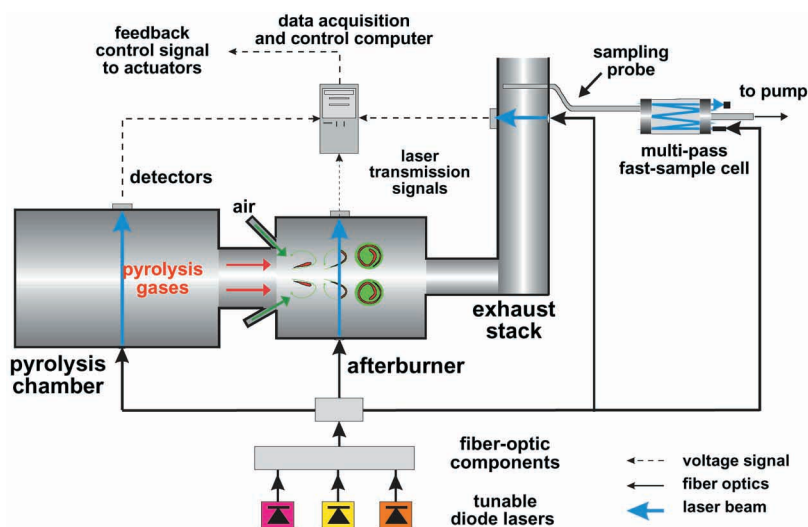 data acquisition
and control computer
feedback
control signal
to actuators
sampling
probe
to pump
multi-pass
fast-sample cell
laser
transmission
signals
detectors
air
pyrolysis
gases
exhaust
stack
pyrolysis
chamber
afterburner
fiber-optic
components
tunable
diode lasers
voltage signal
fiber optics
laser beam